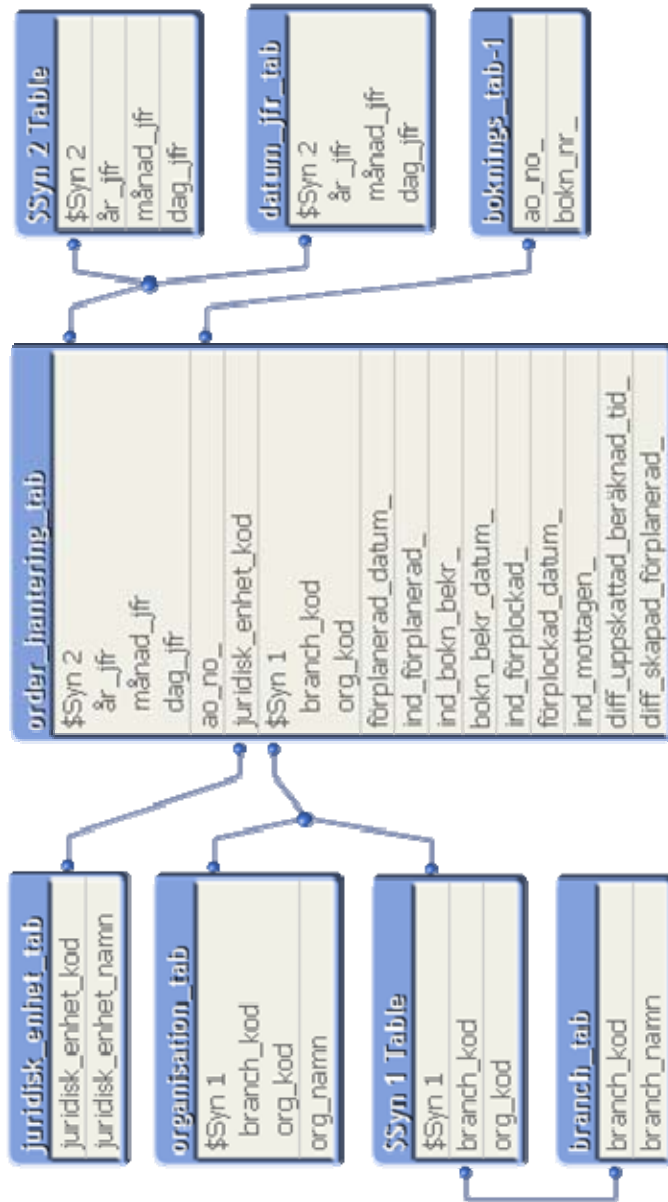 juridisk_enhet_tab
juridisk_enhet_kod
juridisk_enhet_namn
organisation_tab
$Syn 1
branch_kod
org_kod
org_namn
$Syn 1 Table
$Syn 1
branch_kod
org_kod
branch_tab
branch_kod
branch_namn
order_hantering_tab
$Syn 2
år_jfr
månad_jfr
dag_jfr
ao_no_
juridisk_enhet_kod
$Syn 1
branch_kod
org_kod
förplanerad_datum_
ind_förplanerad_
ind_bokn_bekr_
bokn_bekr_datum_
ind_förplockad_
förplockad_datum_
ind_mottagen_
diff_uppskattad_beräknad_tid_
diff_skapad_förplanerad_
$Syn 2 Table
$Syn 2
år_jfr
månad_jfr
dag_jfr
datum_jfr_tab
$Syn 2
år_jfr
månad_jfr
dag_jfr
boknings_tab-1
ao_no_
bokn_nr_